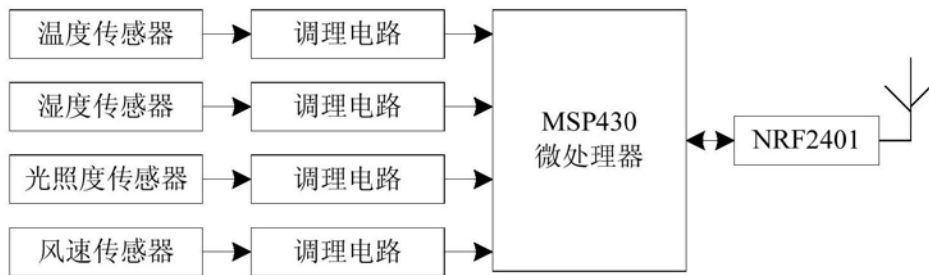 温度传感器
调理电路
湿度传感器
调理电路
光照度传感器
调理电路
风速传感器
调理电路
MSP430
微处理器
NRF2401